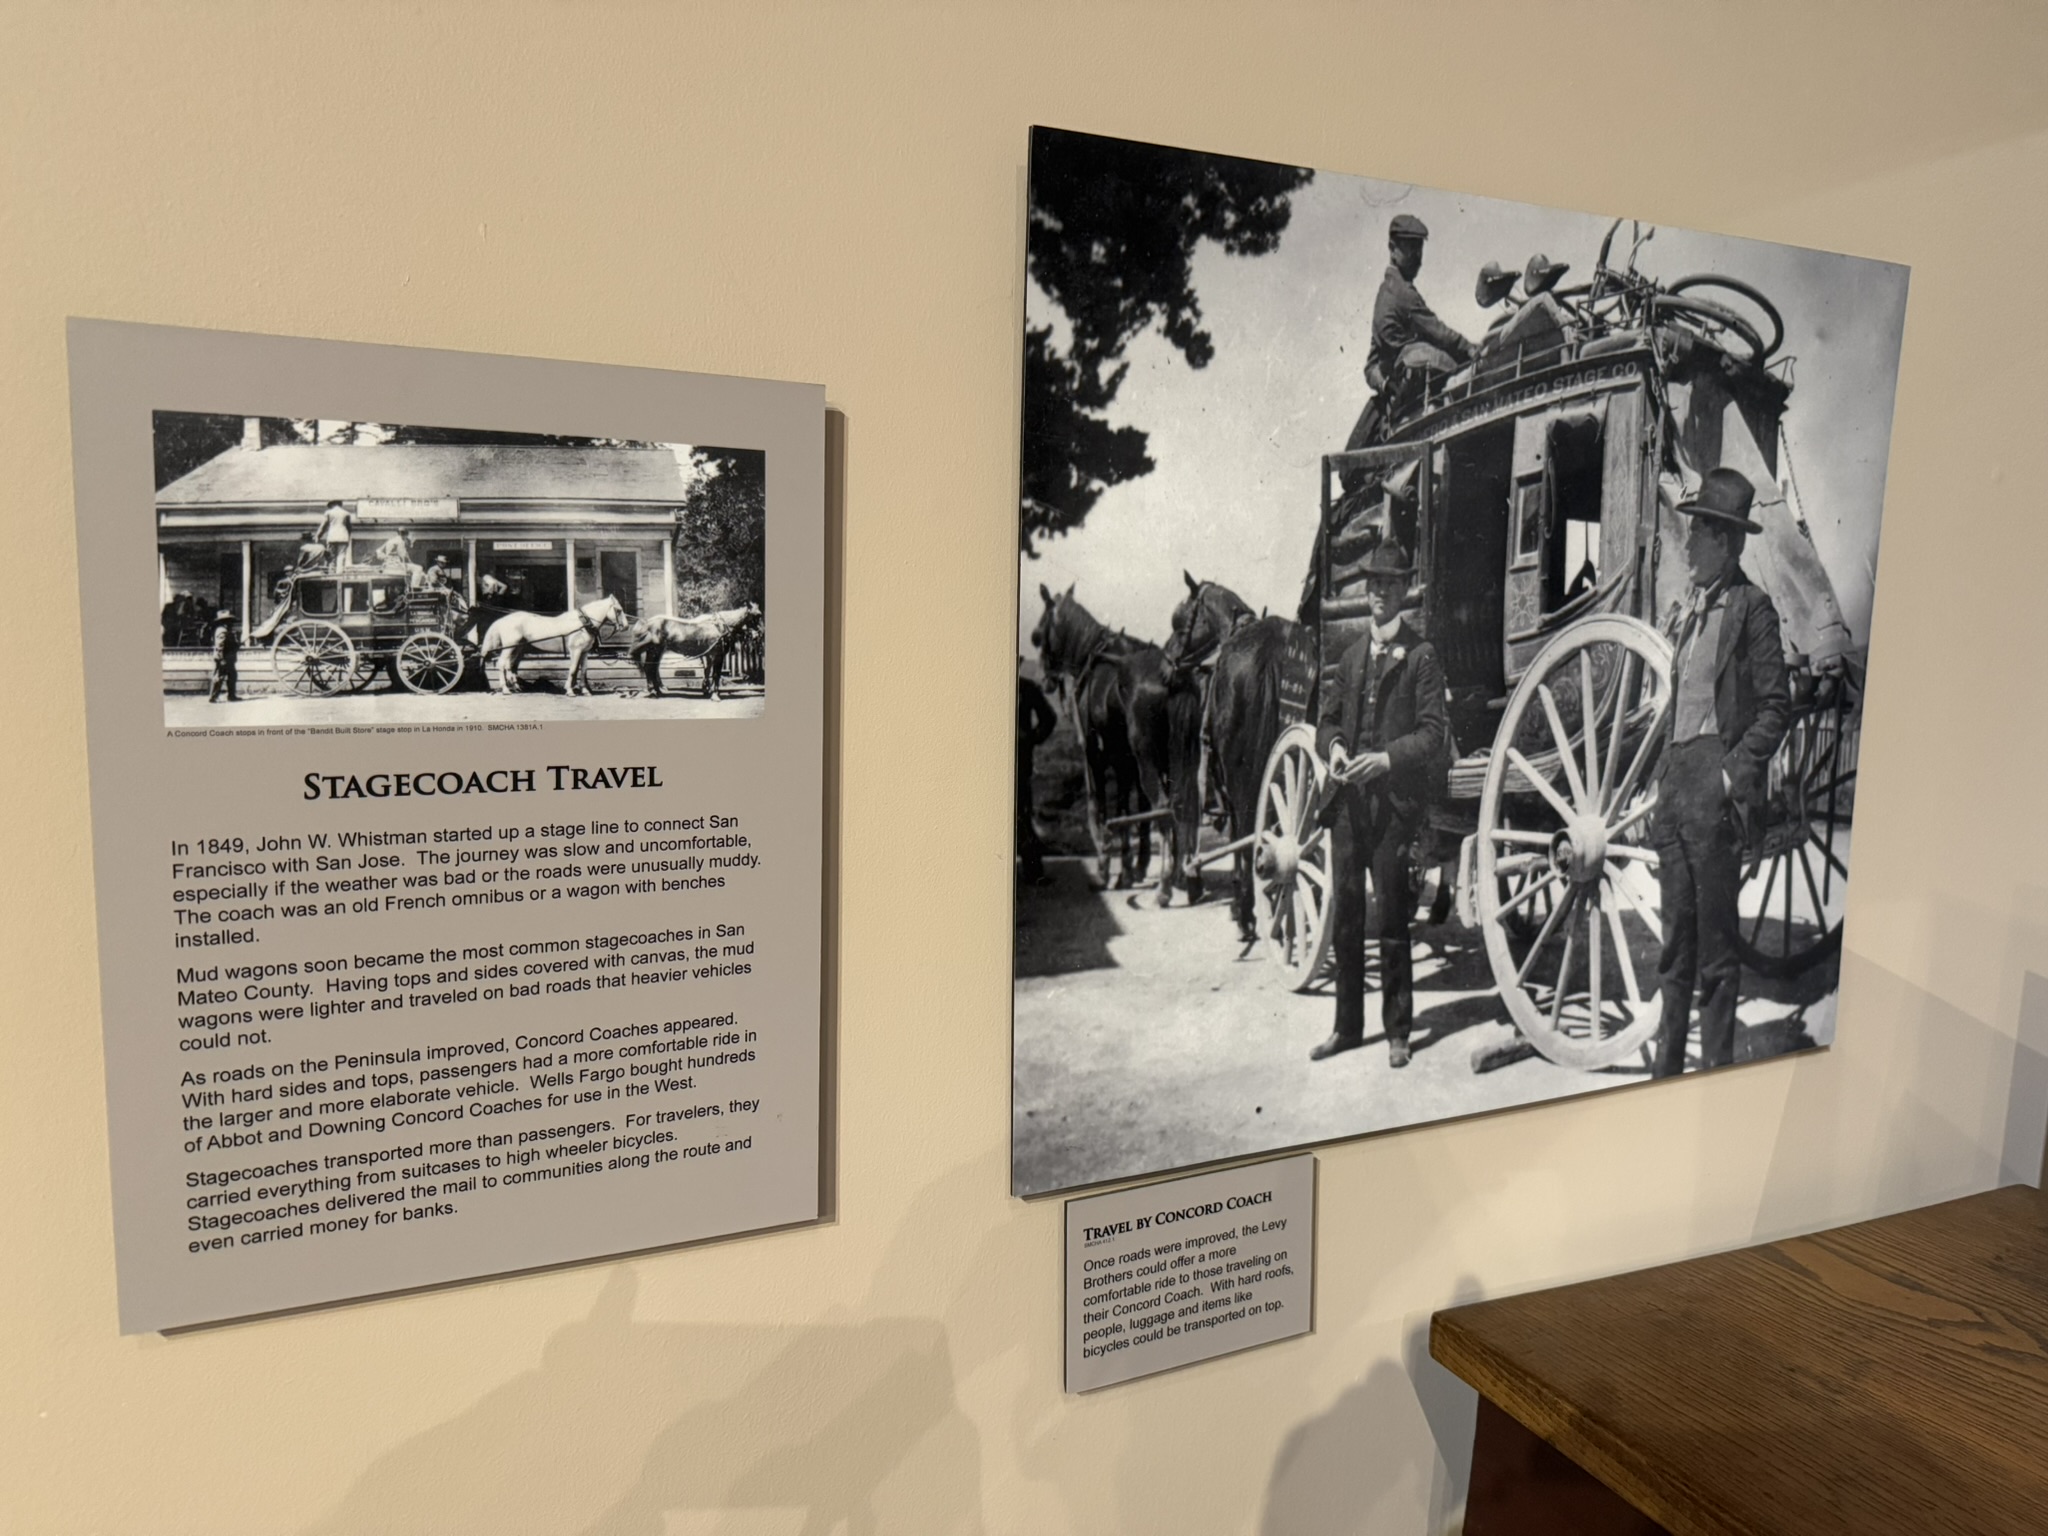 POST OFFICE
A Concord Coach stops in front of the "Bandit Built Store" stage stop in La Honda in 1910. SMCHA 1381A.1
STAGECOACH TRAVEL
In 1849, John W. Whistman started up a stage line to connect San
Francisco with San Jose. The journey was slow and uncomfortable,
especially if the weather was bad or the roads were unusually muddy.
The coach was an old French omnibus or a wagon with benches
installed.
Mud wagons soon became the most common stagecoaches in San
Mateo County. Having tops and sides covered with canvas, the mud
wagons were lighter and traveled on bad roads that heavier vehicles
could not.
As roads on the Peninsula improved, Concord Coaches appeared.
With hard sides and tops, passengers had a more comfortable ride in
the larger and more elaborate vehicle. Wells Fargo bought hundreds
of Abbot and Downing Concord Coaches for use in the West.
Stagecoaches transported more than passengers. For travelers, they
carried everything from suitcases to high wheeler bicycles.
Stagecoaches delivered the mail to communities along the route and
even carried money for banks.
& SAN MATEO STAGE CO
TRAVEL BY CONCORD COACH
Once roads were improved, the Levy
Brothers could offer a more
comfortable ride to those traveling on
their Concord Coach. With hard roofs,
people, luggage and items like
bicycles could be transported on top.